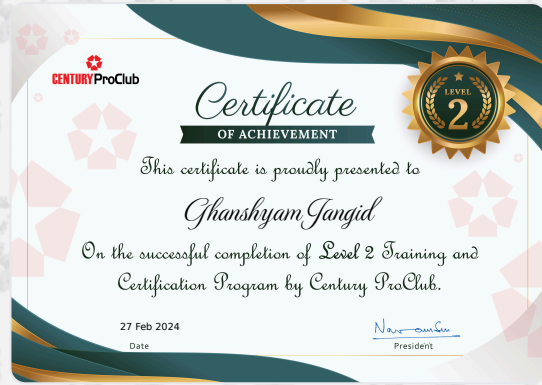 CENTURY ProClub
LEVEL
2
Certificate
OF ACHIEVEMENT
This certificate is proudly presented to
Ghanshyam Jangid
On the successful completion of Level 2 Training and
Certification Program by Century ProClub.
27 Feb 2024
Date
President